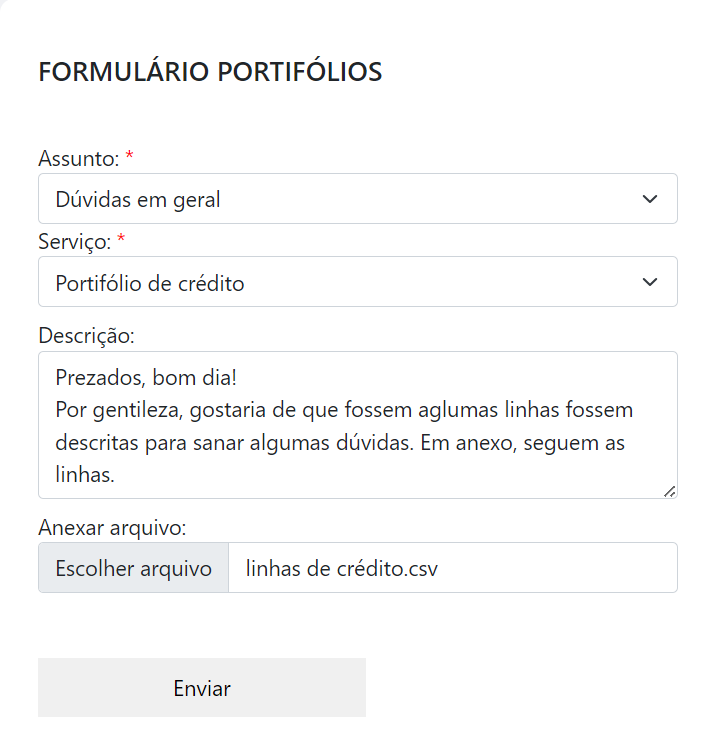 FORMULÁRIO PORTIFÓLIOS
Assunto: *
Dúvidas em geral
Serviço: *
Portifólio de crédito
Descrição:
Prezados, bom dia!
Por gentileza, gostaria de que fossem aglumas linhas fossem
descritas para sanar algumas dúvidas. Em anexo, seguem as
linhas.
Anexar arquivo:
Escolher arquivo linhas de crédito.csv
Enviar